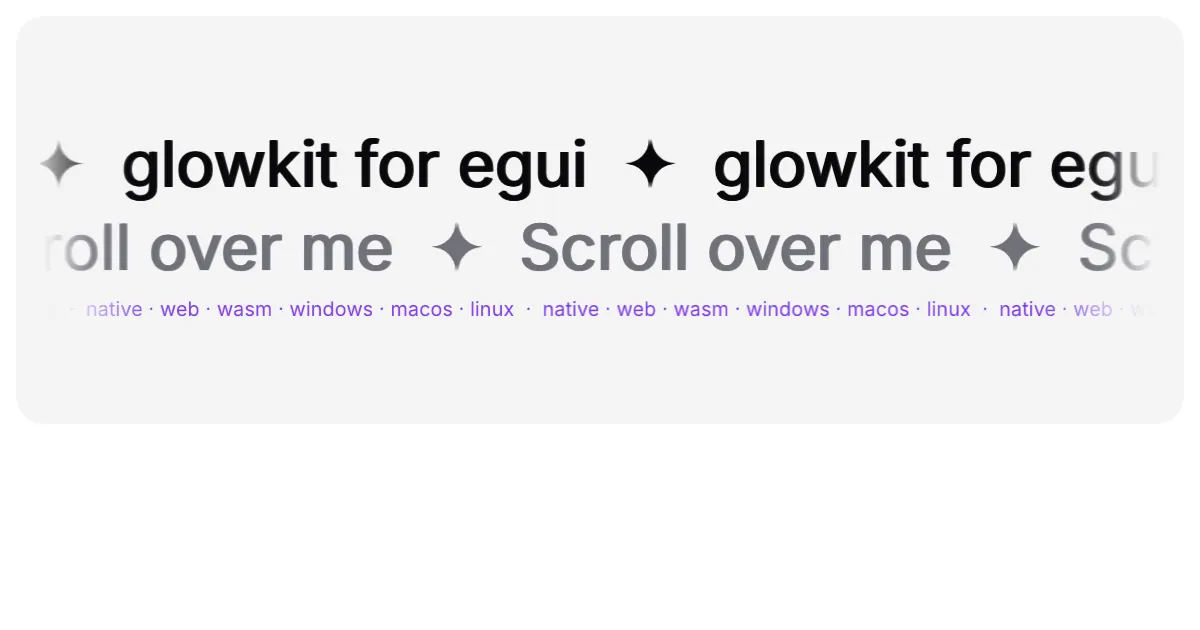 ✦ glowkit for egui ✦ glowkit for egu
roll over me ✦ Scroll over me ✦ Sc
· native · web · wasm · windows · macos · linux · native · web · wasm · windows · macos · linux · native · web · w